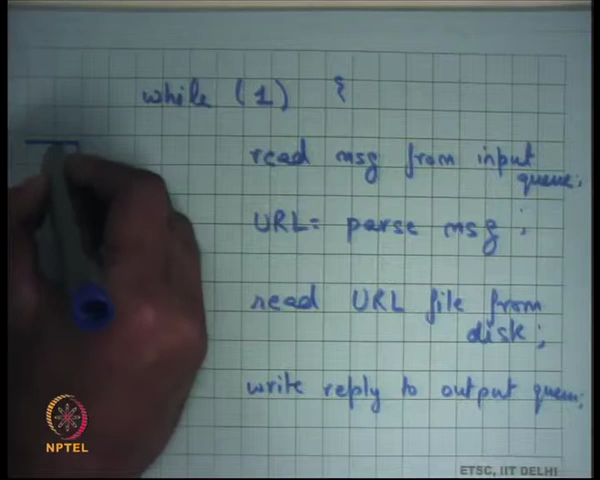 while (1) {
read msg from input
queue;
URL= parse msg ;
read URL file from
disk;
write reply to output queue;
NPTEL
ETSC, IIT DELHI